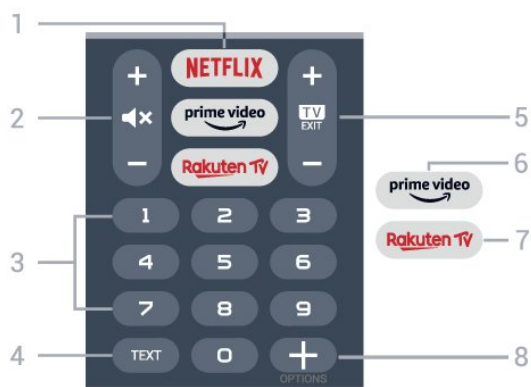 1
+ NETFLIX +
2 prime video TV EXIT 5
− Rakuten TV −
6
prime video
1 2 3
Rakuten TV 7
3
4 5 6
7 8 9
4 TEXT 0 + 8
OPTIONS